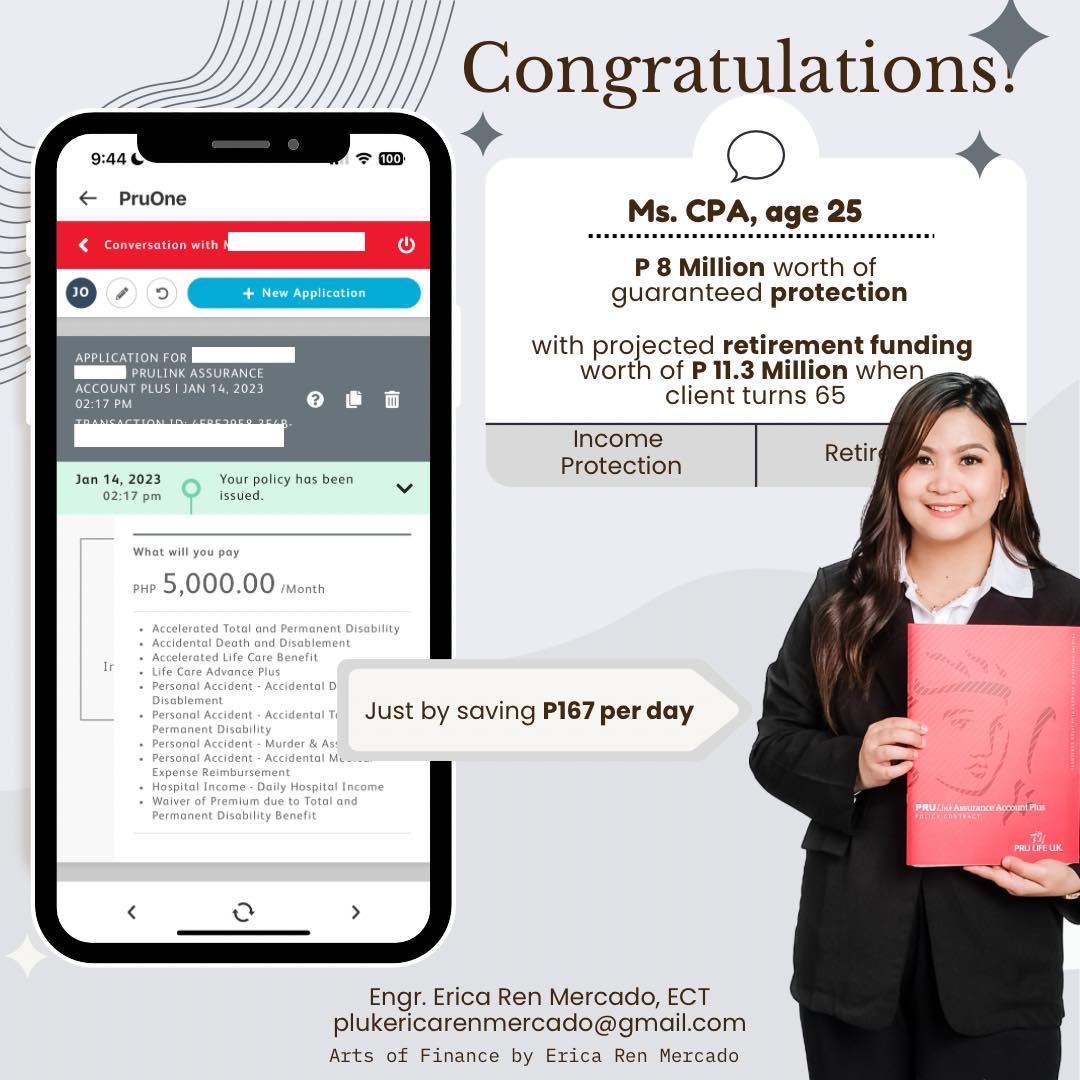 Congratulations!
9:44
100
PruOne
Conversation with
JO
+ New Application
APPLICATION FOR
PRULINK ASSURANCE
ACCOUNT PLUS | JAN 14, 2023
02:17 PM
TRANSACTION ID:
Jan 14, 2023
02:17 pm
Your policy has been
issued.
What will you pay
PHP 5,000.00 /Month
• Accelerated Total and Permanent Disability
• Accidental Death and Disablement
• Accelerated Life Care Benefit
• Life Care Advance Plus
• Personal Accident - Accidental D
Disablement
• Personal Accident - Accidental T
Permanent Disability
• Personal Accident - Murder & As
• Personal Accident - Accidental Medical
Expense Reimbursement
• Hospital Income - Daily Hospital Income
• Waiver of Premium due to Total and
Permanent Disability Benefit
Ms. CPA, age 25
P 8 Million worth of
guaranteed protection
with projected retirement funding
worth of P 11.3 Million when
client turns 65
Income
Protection
Retire
Just by saving P167 per day
PRULink Assurance Account Plus
POLICY CONTRACT
PRU LIFE U.K.
Engr. Erica Ren Mercado, ECT
plukericarenmercado@gmail.com
Arts of Finance by Erica Ren Mercado